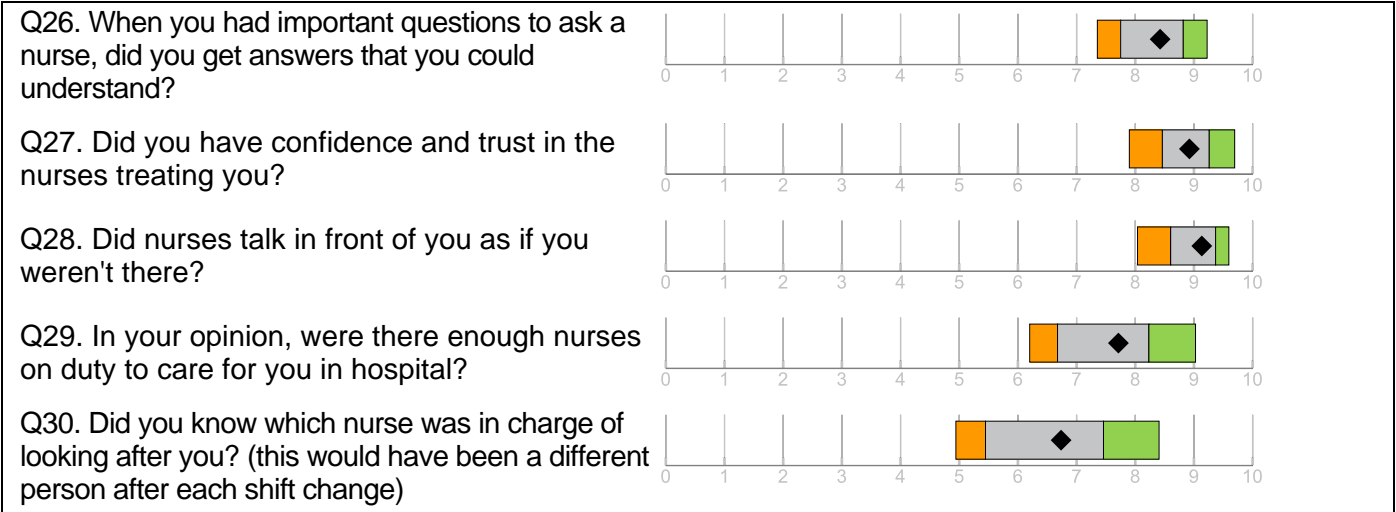 Q26. When you had important questions to ask a
nurse, did you get answers that you could
understand?
0 1 2 3 4 5 6 7 8 9 10
Q27. Did you have confidence and trust in the
nurses treating you?
0 1 2 3 4 5 6 7 8 9 10
Q28. Did nurses talk in front of you as if you
weren't there?
0 1 2 3 4 5 6 7 8 9 10
Q29. In your opinion, were there enough nurses
on duty to care for you in hospital?
0 1 2 3 4 5 6 7 8 9 10
Q30. Did you know which nurse was in charge of
looking after you? (this would have been a different
person after each shift change)
0 1 2 3 4 5 6 7 8 9 10